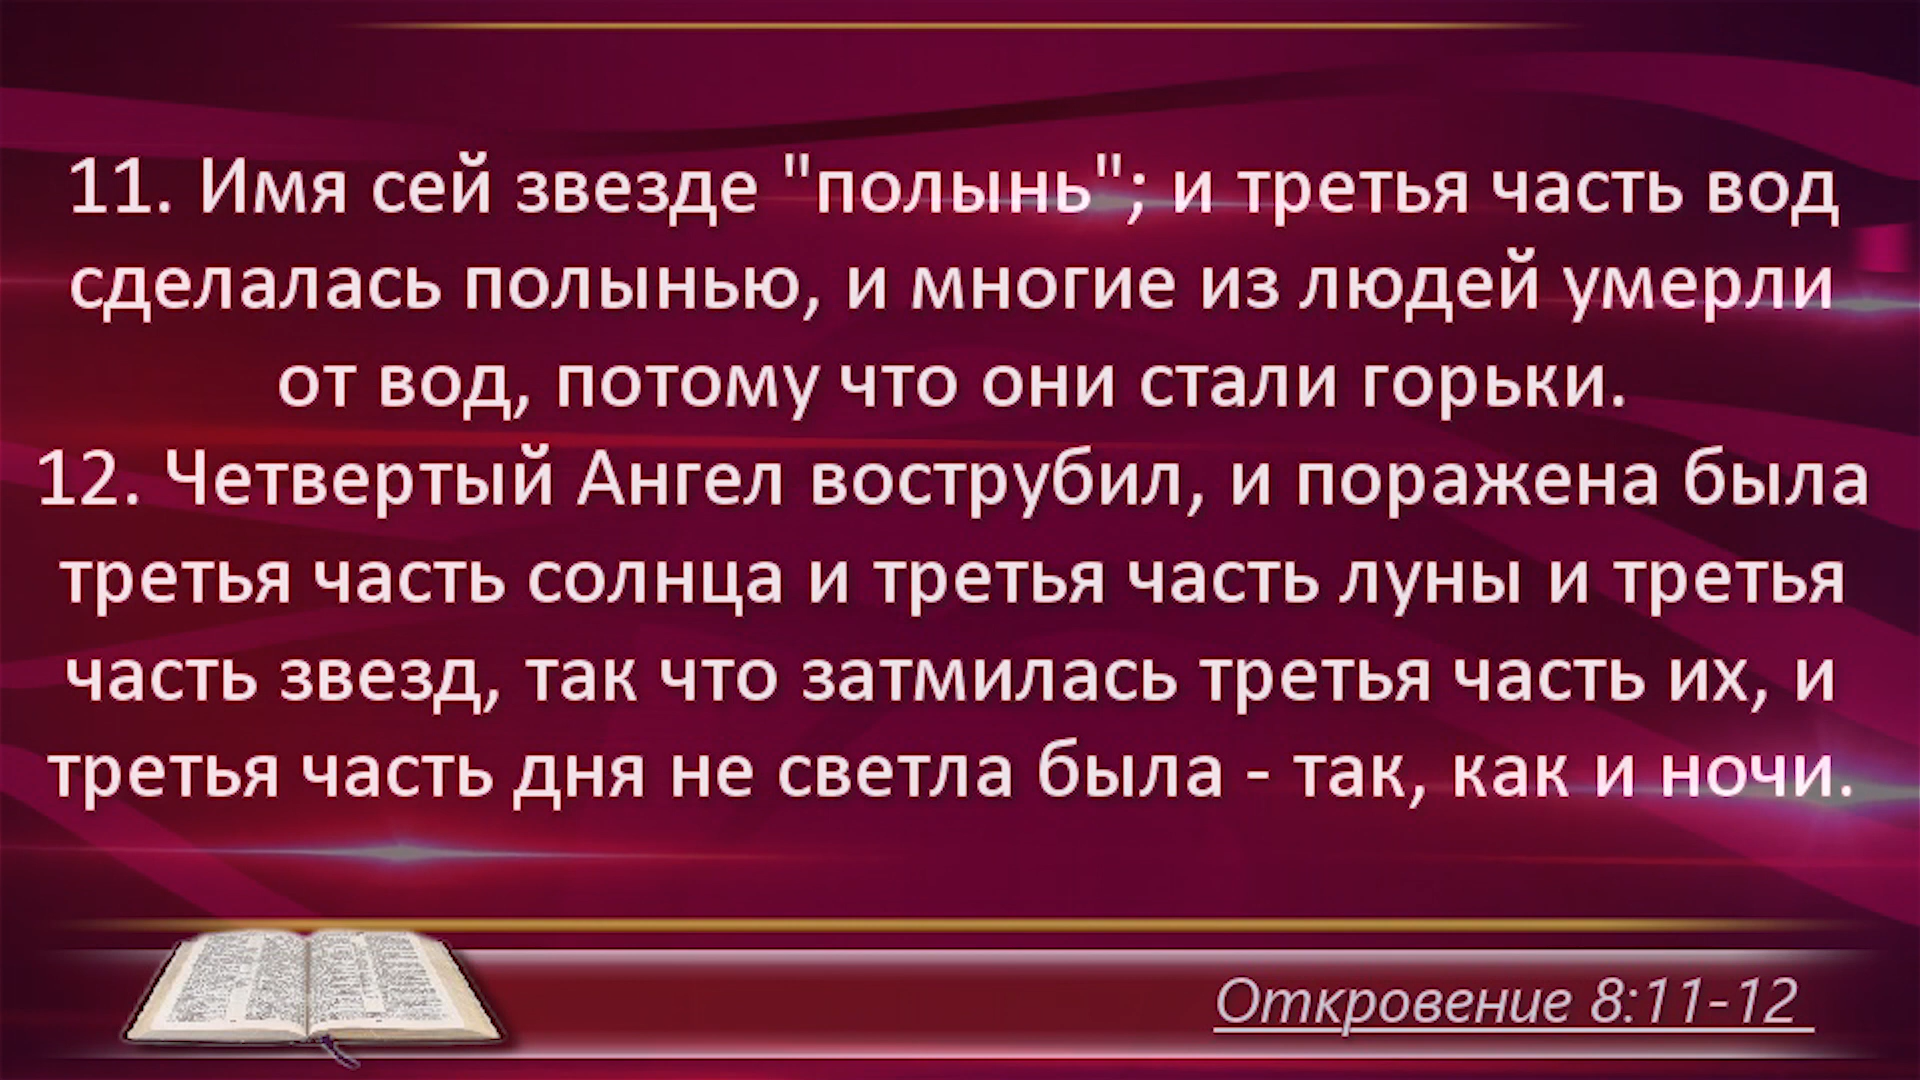 11. Имя сей звезде "полынь"; и третья часть вод
сделалась полынью, и многие из людей умерли
от вод, потому что они стали горьки.
12. Четвертый Ангел вострубил, и поражена была
третья часть солнца и третья часть луны и третья
часть звезд, так что затмилась третья часть их, и
третья часть дня не светла была - так, как и ночи.
Откровение 8:11-12